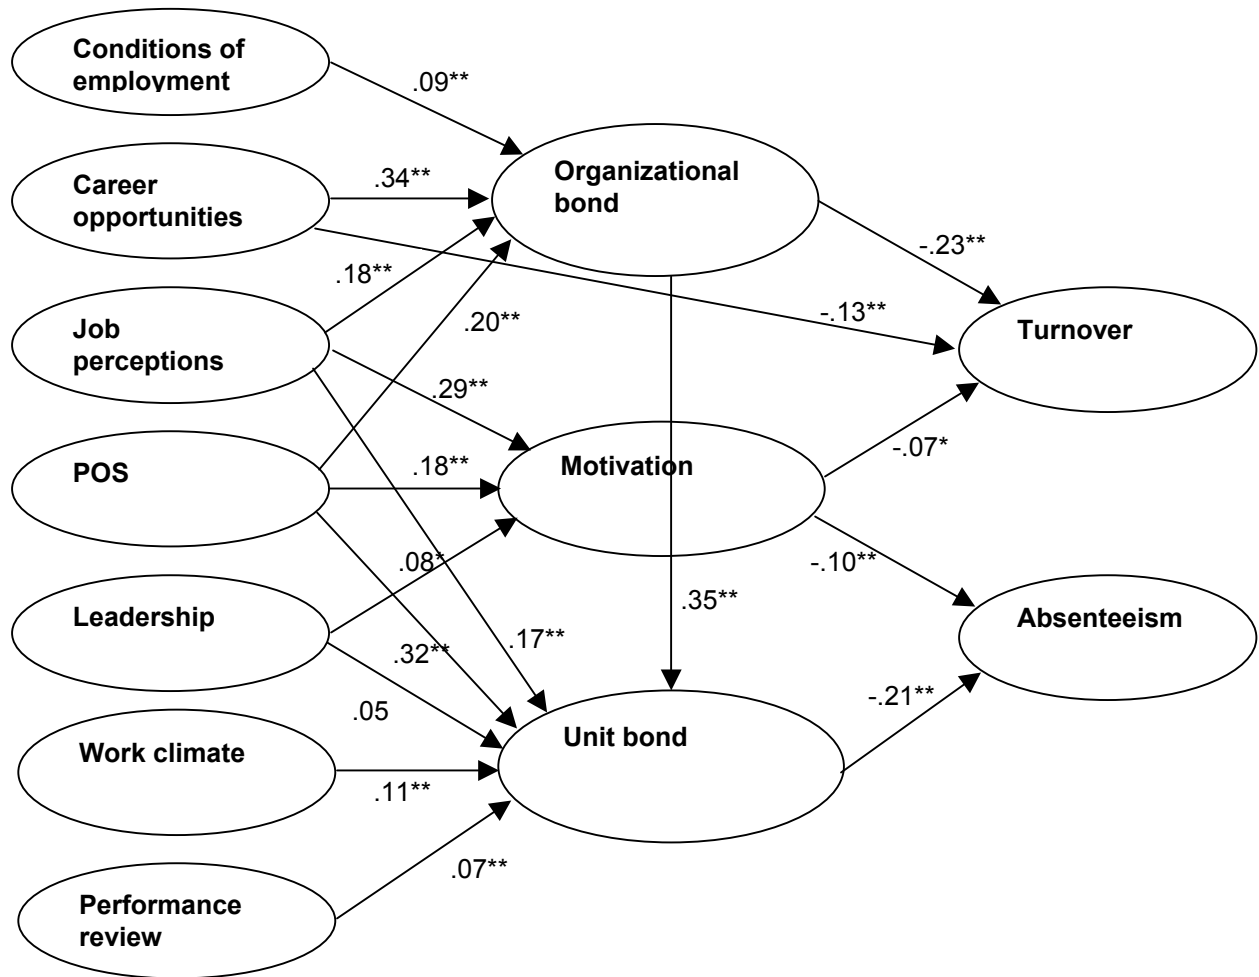 Conditions of
employment
.09**
Career
opportunities
.34**
Organizational
bond
.18**
-.23**
.20**
-.13**
Job
perceptions
Turnover
.29**
POS
.18**
Motivation
-.07*
.08*
-.10**
Leadership
.35**
Absenteeism
.32**
.17**
.05
-.21**
Work climate
Unit bond
.11**
.07**
Performance
review